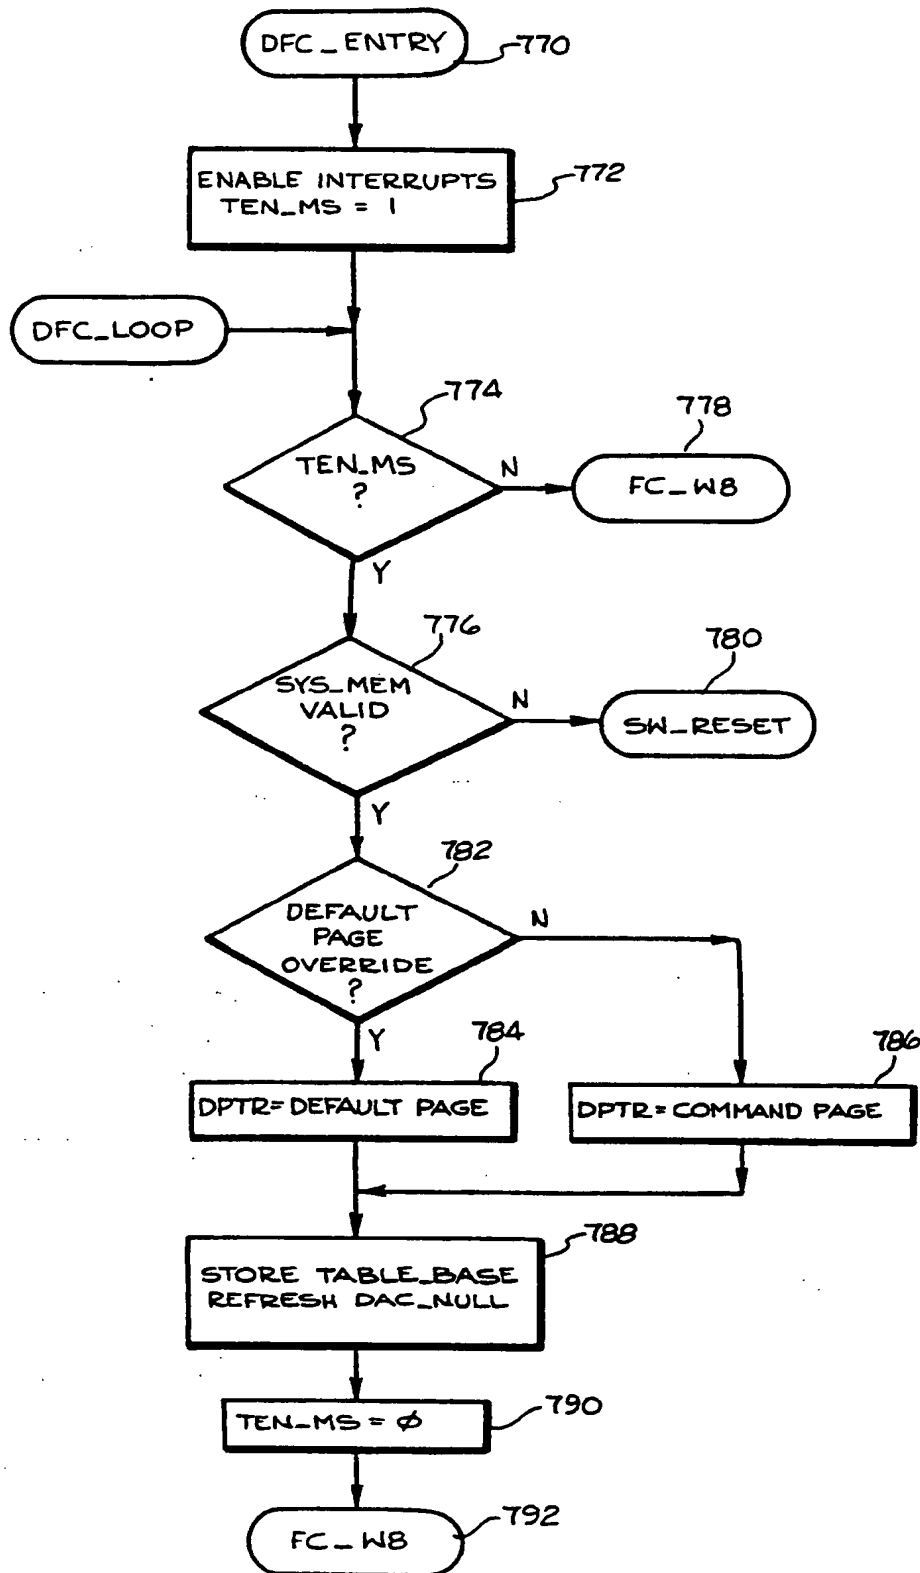 DFC_ENTRY
770
ENABLE INTERRUPTS
TEN_MS = 1
772
DFC_LOOP
774
TEN_MS
?
N
778
FC_W8
Y
776
SYS_MEM
VALID
?
N
780
SW_RESET
Y
782
DEFAULT
PAGE
OVERRIDE
?
N
Y
784
DPTR=DEFAULT PAGE
786
DPTR=COMMAND PAGE
788
STORE TABLE_BASE
REFRESH DAC_NULL
TEN_MS = ϕ
790
FC_W8
792